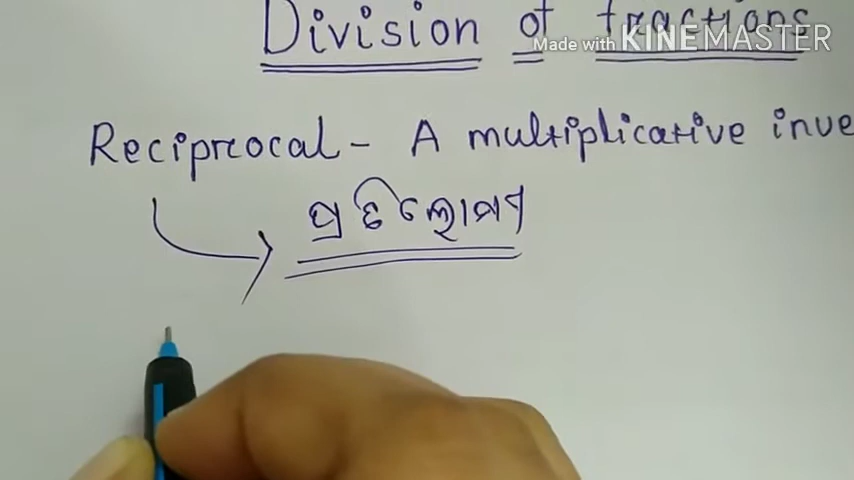 Division of fractions
Made with KINEMASTER
Reciprocal - A multiplicative inve
ପ୍ରତିଲୋମୀ